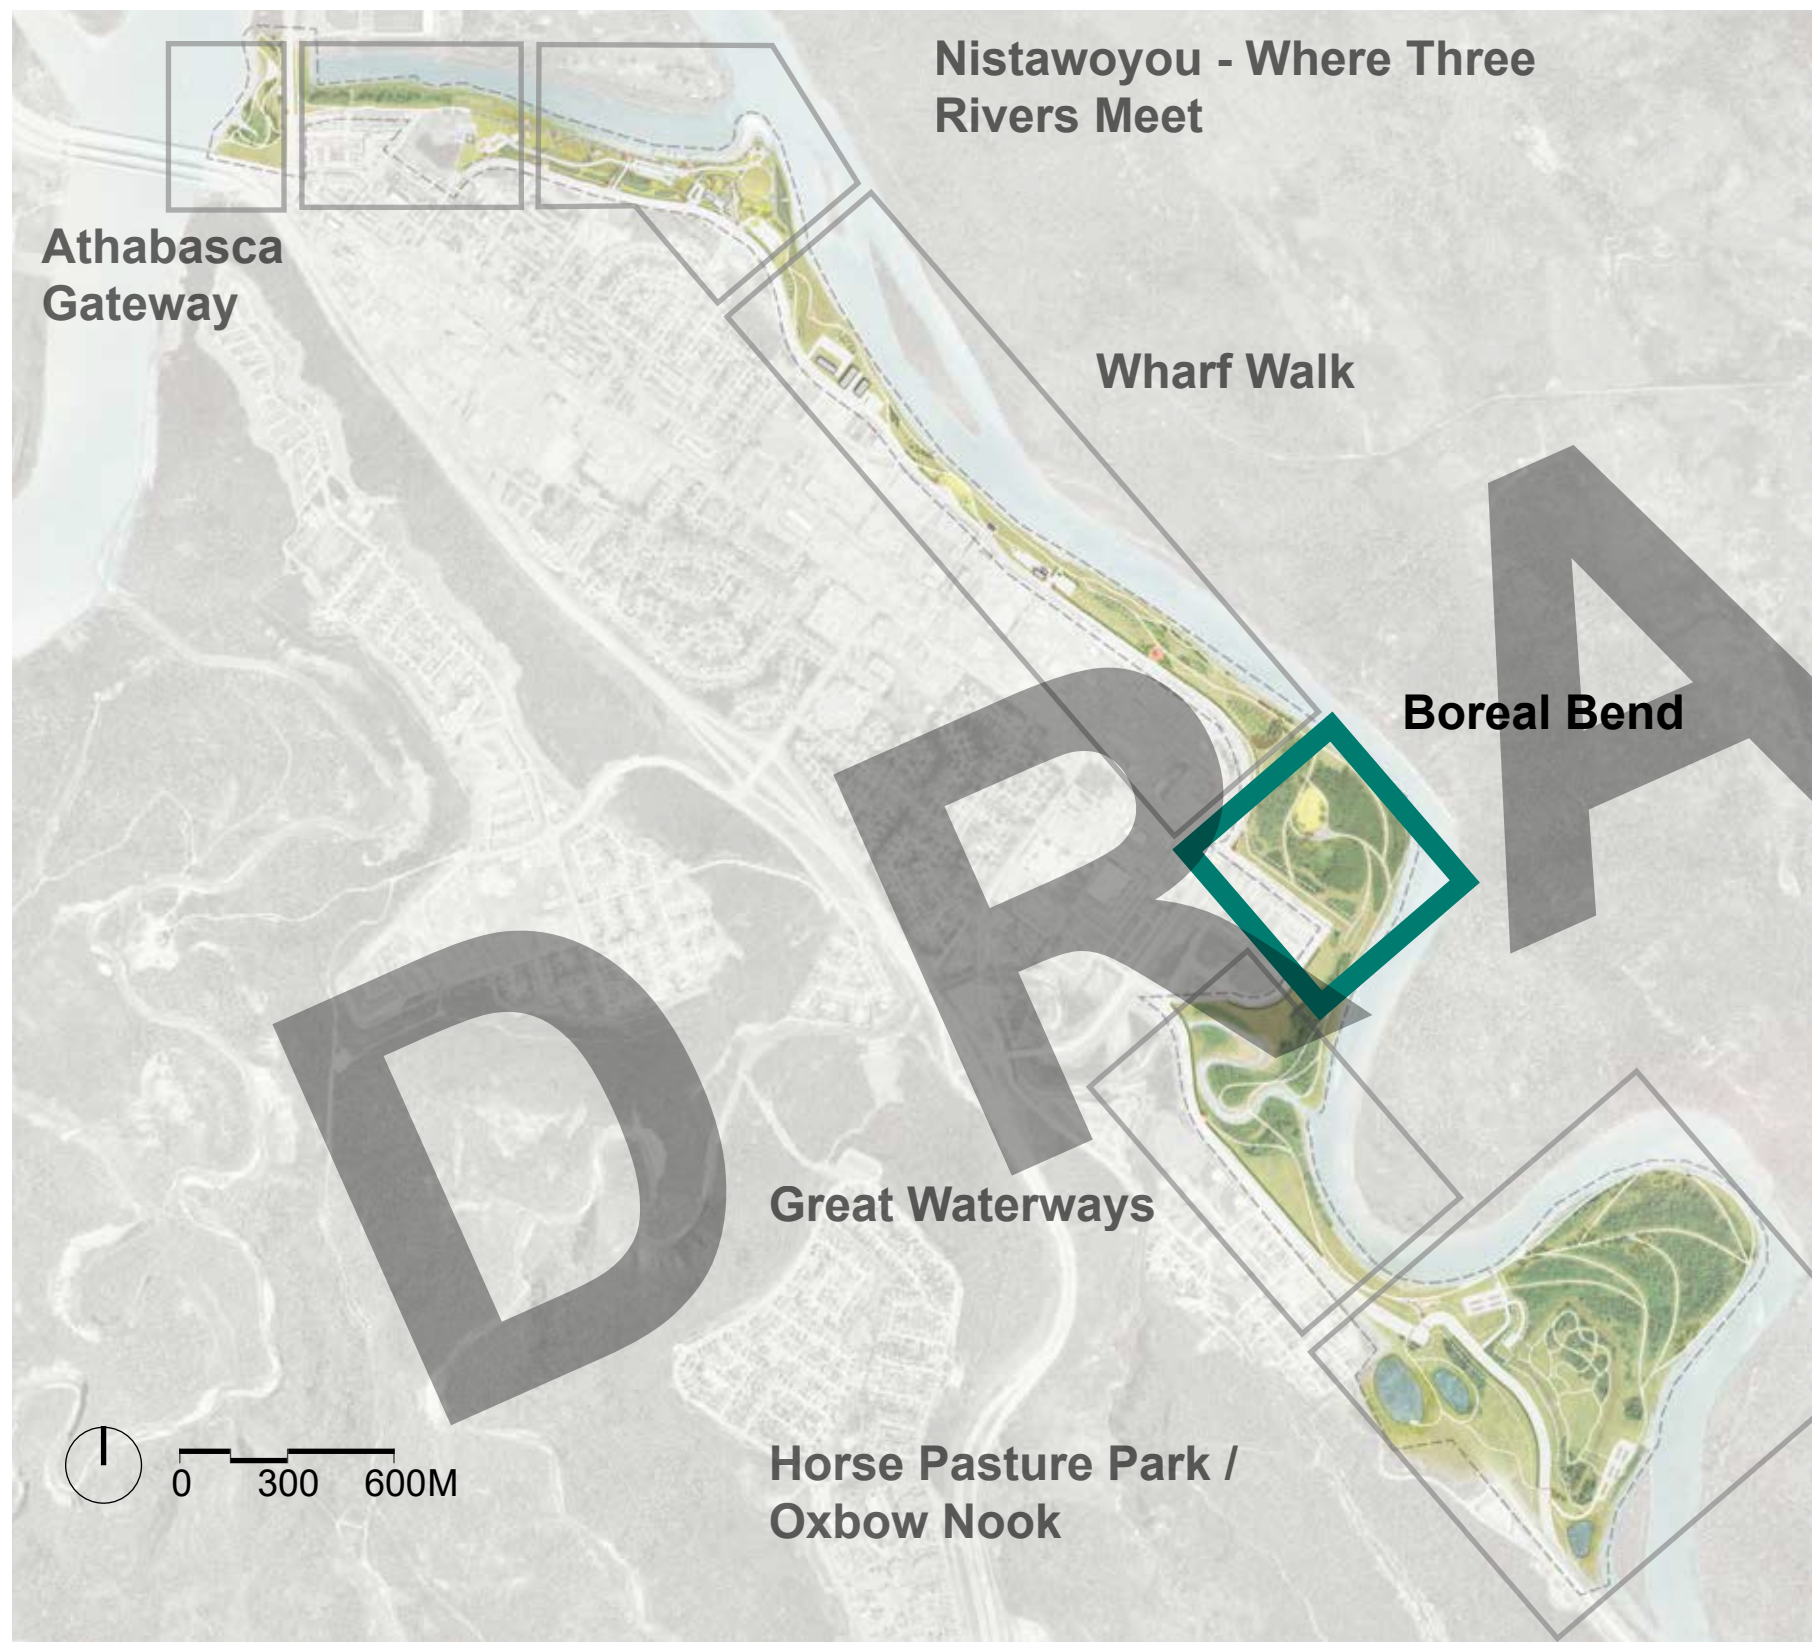 Nistawoyou - Where Three
Rivers Meet
Athabasca
Gateway
Wharf Walk
Boreal Bend
Great Waterways
Horse Pasture Park /
Oxbow Nook
0 300 600M
DRA